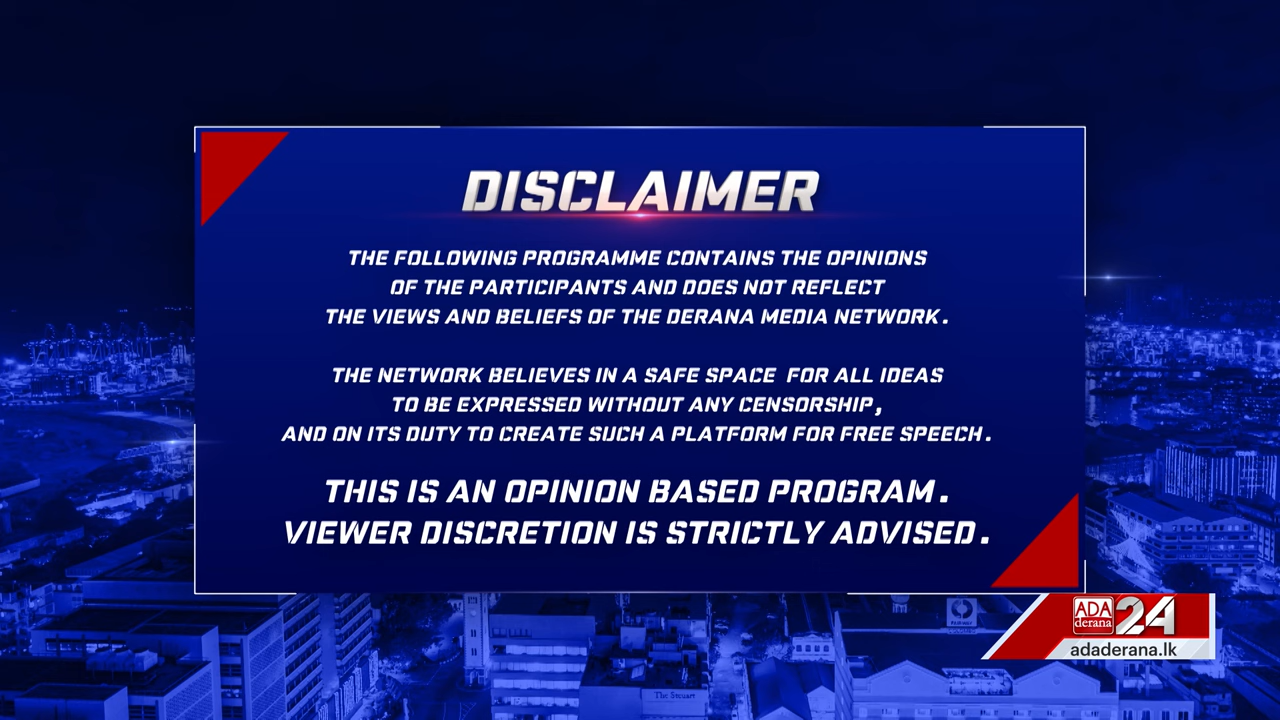 DISCLAIMER
THE FOLLOWING PROGRAMME CONTAINS THE OPINIONS
OF THE PARTICIPANTS AND DOES NOT REFLECT
THE VIEWS AND BELIEFS OF THE DERANA MEDIA NETWORK.
THE NETWORK BELIEVES IN A SAFE SPACE FOR ALL IDEAS
TO BE EXPRESSED WITHOUT ANY CENSORSHIP,
AND ON ITS DUTY TO CREATE SUCH A PLATFORM FOR FREE SPEECH.
THIS IS AN OPINION BASED PROGRAM.
VIEWER DISCRETION IS STRICTLY ADVISED.
ADA
derana
24
adaderana.lk
The Steuart